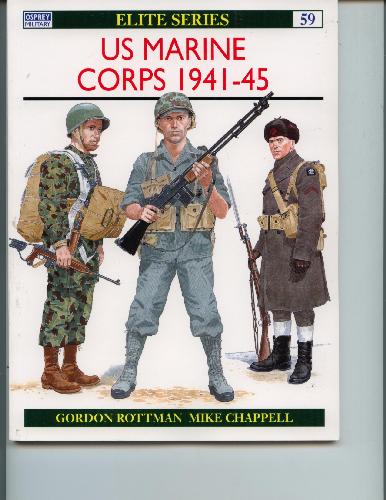 OSPREY
MILITARY
ELITE SERIES
59
US MARINE
CORPS 1941-45
GORDON ROTTMAN MIKE CHAPPELL